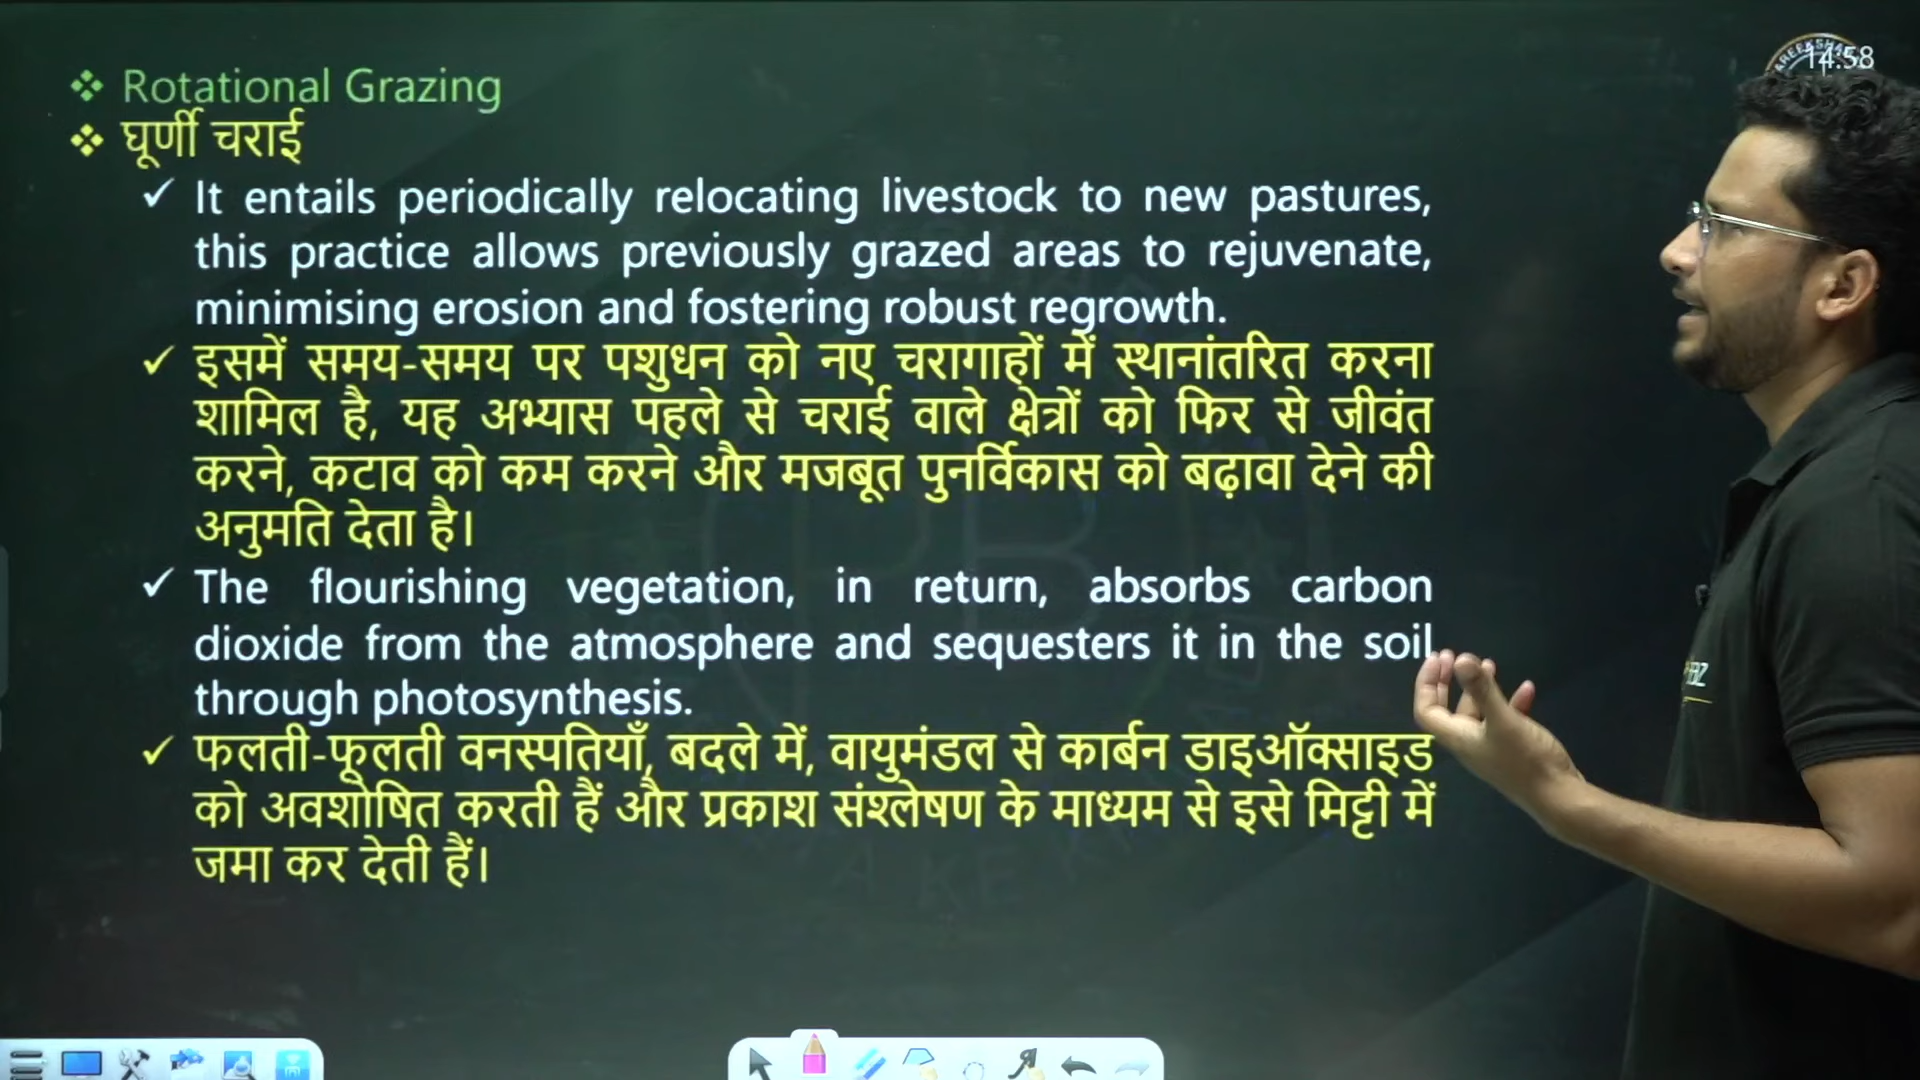 14:58
❖ Rotational Grazing
❖ घूर्णी चराई
✓ It entails periodically relocating livestock to new pastures,
this practice allows previously grazed areas to rejuvenate,
minimising erosion and fostering robust regrowth.
✓ इसमें समय-समय पर पशुधन को नए चरागाहों में स्थानांतरित करना
शामिल है, यह अभ्यास पहले से चराई वाले क्षेत्रों को फिर से जीवंत
करने, कटाव को कम करने और मजबूत पुनर्विकास को बढ़ावा देने की
अनुमति देता है।
✓ The flourishing vegetation, in return, absorbs carbon
dioxide from the atmosphere and sequesters it in the soil
through photosynthesis.
✓ फलती-फूलती वनस्पतियाँ, बदले में, वायुमंडल से कार्बन डाइऑक्साइड
को अवशोषित करती हैं और प्रकाश संश्लेषण के माध्यम से इसे मिट्टी में
जमा कर देती हैं।